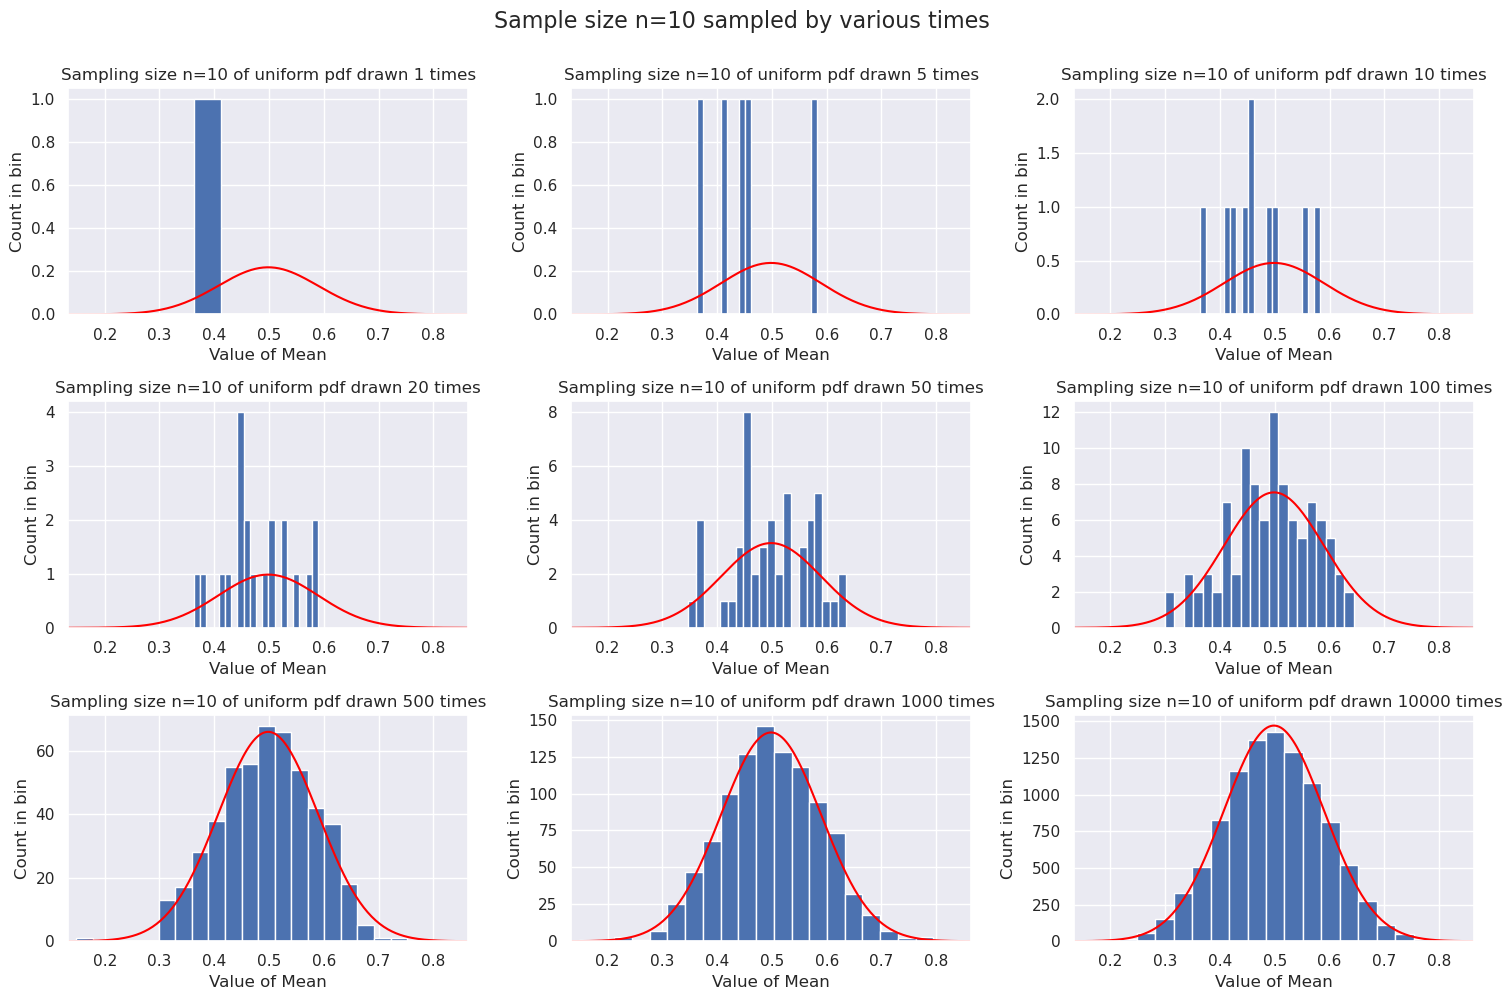 Sample size n=10 sampled by various times
Sampling size n=10 of uniform pdf drawn 1 times
1.0
0.8
0.6
0.4
0.2
0.0
Count in bin
0.2 0.3 0.4 0.5 0.6 0.7 0.8
Value of Mean
Sampling size n=10 of uniform pdf drawn 5 times
1.0
0.8
0.6
0.4
0.2
0.0
Count in bin
0.2 0.3 0.4 0.5 0.6 0.7 0.8
Value of Mean
Sampling size n=10 of uniform pdf drawn 10 times
2.0
1.5
1.0
0.5
0.0
Count in bin
0.2 0.3 0.4 0.5 0.6 0.7 0.8
Value of Mean
Sampling size n=10 of uniform pdf drawn 20 times
4
3
2
1
0
Count in bin
0.2 0.3 0.4 0.5 0.6 0.7 0.8
Value of Mean
Sampling size n=10 of uniform pdf drawn 50 times
8
6
4
2
0
Count in bin
0.2 0.3 0.4 0.5 0.6 0.7 0.8
Value of Mean
Sampling size n=10 of uniform pdf drawn 100 times
12
10
8
6
4
2
0
Count in bin
0.2 0.3 0.4 0.5 0.6 0.7 0.8
Value of Mean
Sampling size n=10 of uniform pdf drawn 500 times
60
40
20
0
Count in bin
0.2 0.3 0.4 0.5 0.6 0.7 0.8
Value of Mean
Sampling size n=10 of uniform pdf drawn 1000 times
150
125
100
75
50
25
0
Count in bin
0.2 0.3 0.4 0.5 0.6 0.7 0.8
Value of Mean
Sampling size n=10 of uniform pdf drawn 10000 times
1500
1250
1000
750
500
250
0
Count in bin
0.2 0.3 0.4 0.5 0.6 0.7 0.8
Value of Mean